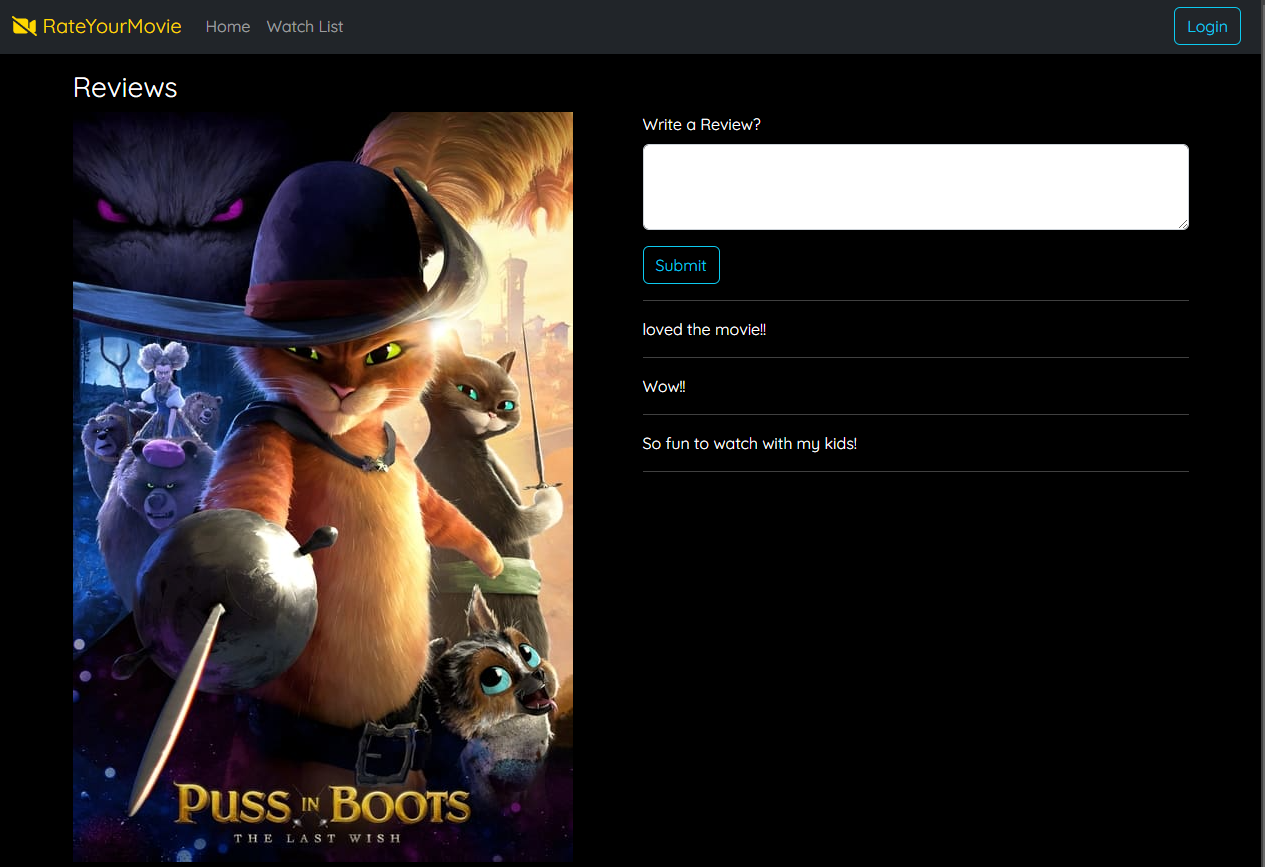 RateYourMovie Home Watch List Login
Reviews
Write a Review?
Submit
loved the movie!!
Wow!!
So fun to watch with my kids!
PUSS IN BOOTS
THE LAST WISH